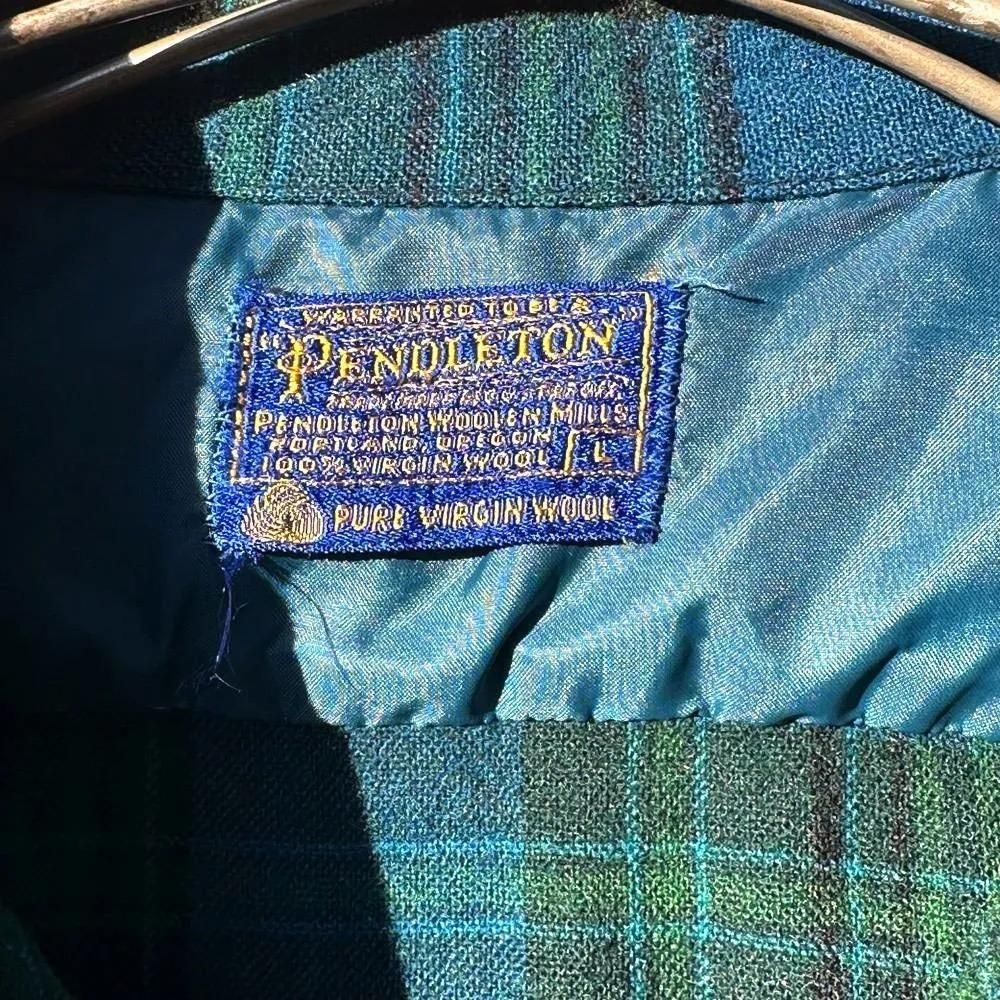 "WARRANTED TO BE A"
"PENDLETON"
PENDLETON WOOLEN MILLS
PORTLAND, OREGON
100% VIRGIN WOOL L
PURE VIRGIN WOOL